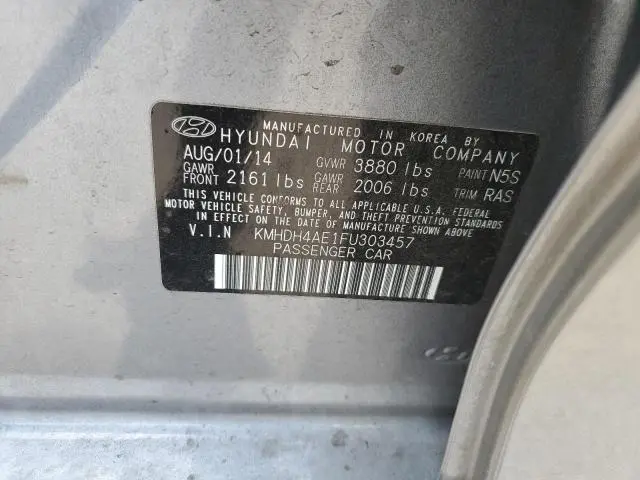 MANUFACTURED IN KOREA BY
HYUNDAI MOTOR COMPANY
AUG/01/14 GVWR 3880 lbs PAINT N5S
GAWR FRONT 2161 lbs GAWR REAR 2006 lbs TRIM RAS
THIS VEHICLE CONFORMS TO ALL APPLICABLE U.S.A. FEDERAL
MOTOR VEHICLE SAFETY, BUMPER, AND THEFT PREVENTION STANDARDS
IN EFFECT ON THE DATE OF MANUFACTURE SHOWN ABOVE.
V.I.N KMHDH4AE1FU303457
PASSENGER CAR